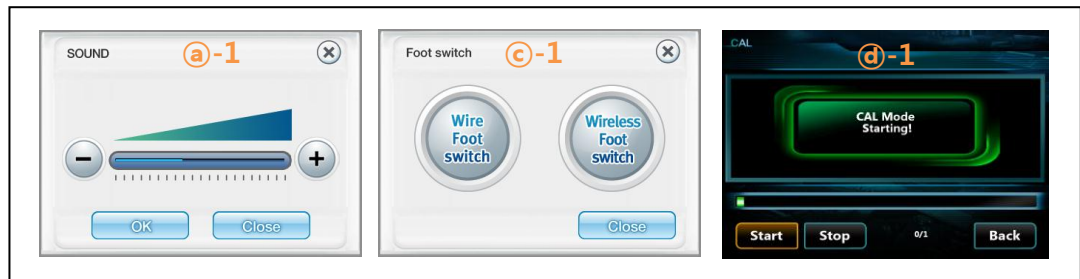 SOUND
ⓐ-1
−
+
OK
Close
Foot switch
ⓒ-1
Wire
Foot
switch
Wireless
Foot
switch
Close
CAL
ⓓ-1
CAL Mode
Starting!
Start
Stop
0/1
Back